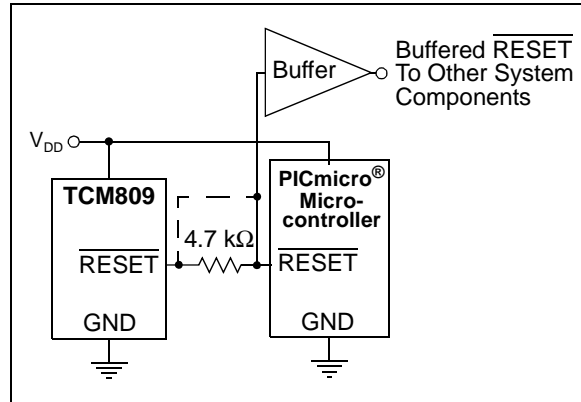 Buffer
Buffered RESET
To Other System
Components
VDD
TCM809
PICmicro®
Micro-
controller
4.7 kΩ
RESET
RESET
GND
GND